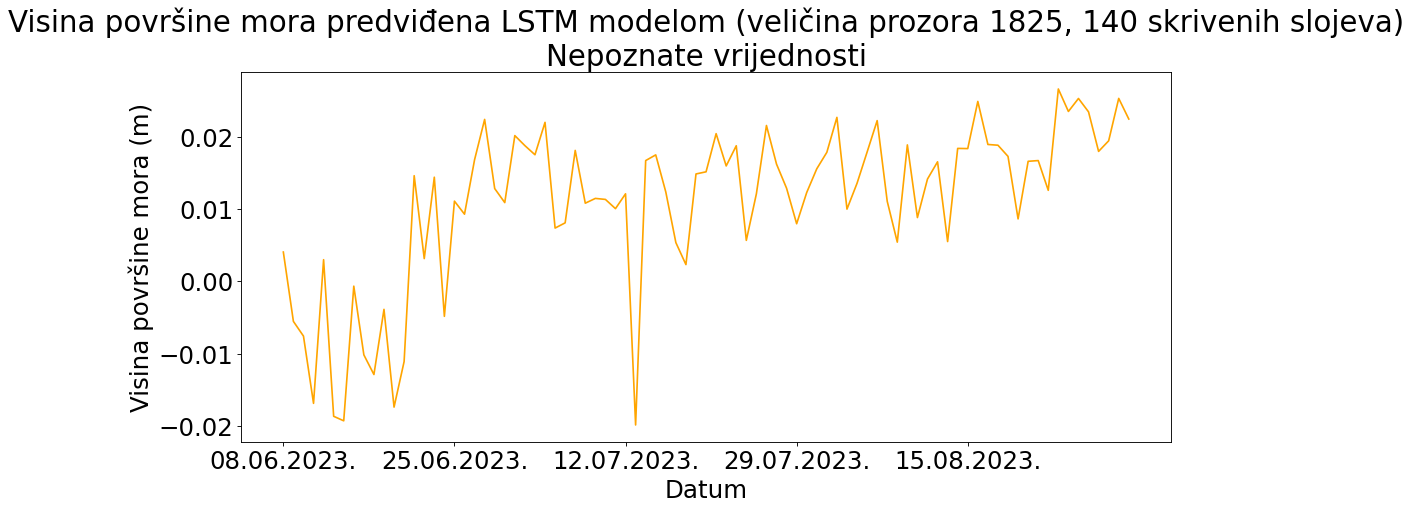 Visina površine mora predviđena LSTM modelom (veličina prozora 1825, 140 skrivenih slojeva)
Nepoznate vrijednosti
Visina površine mora (m)
0.02
0.01
0.00
−0.01
−0.02
08.06.2023. 25.06.2023. 12.07.2023. 29.07.2023. 15.08.2023.
Datum